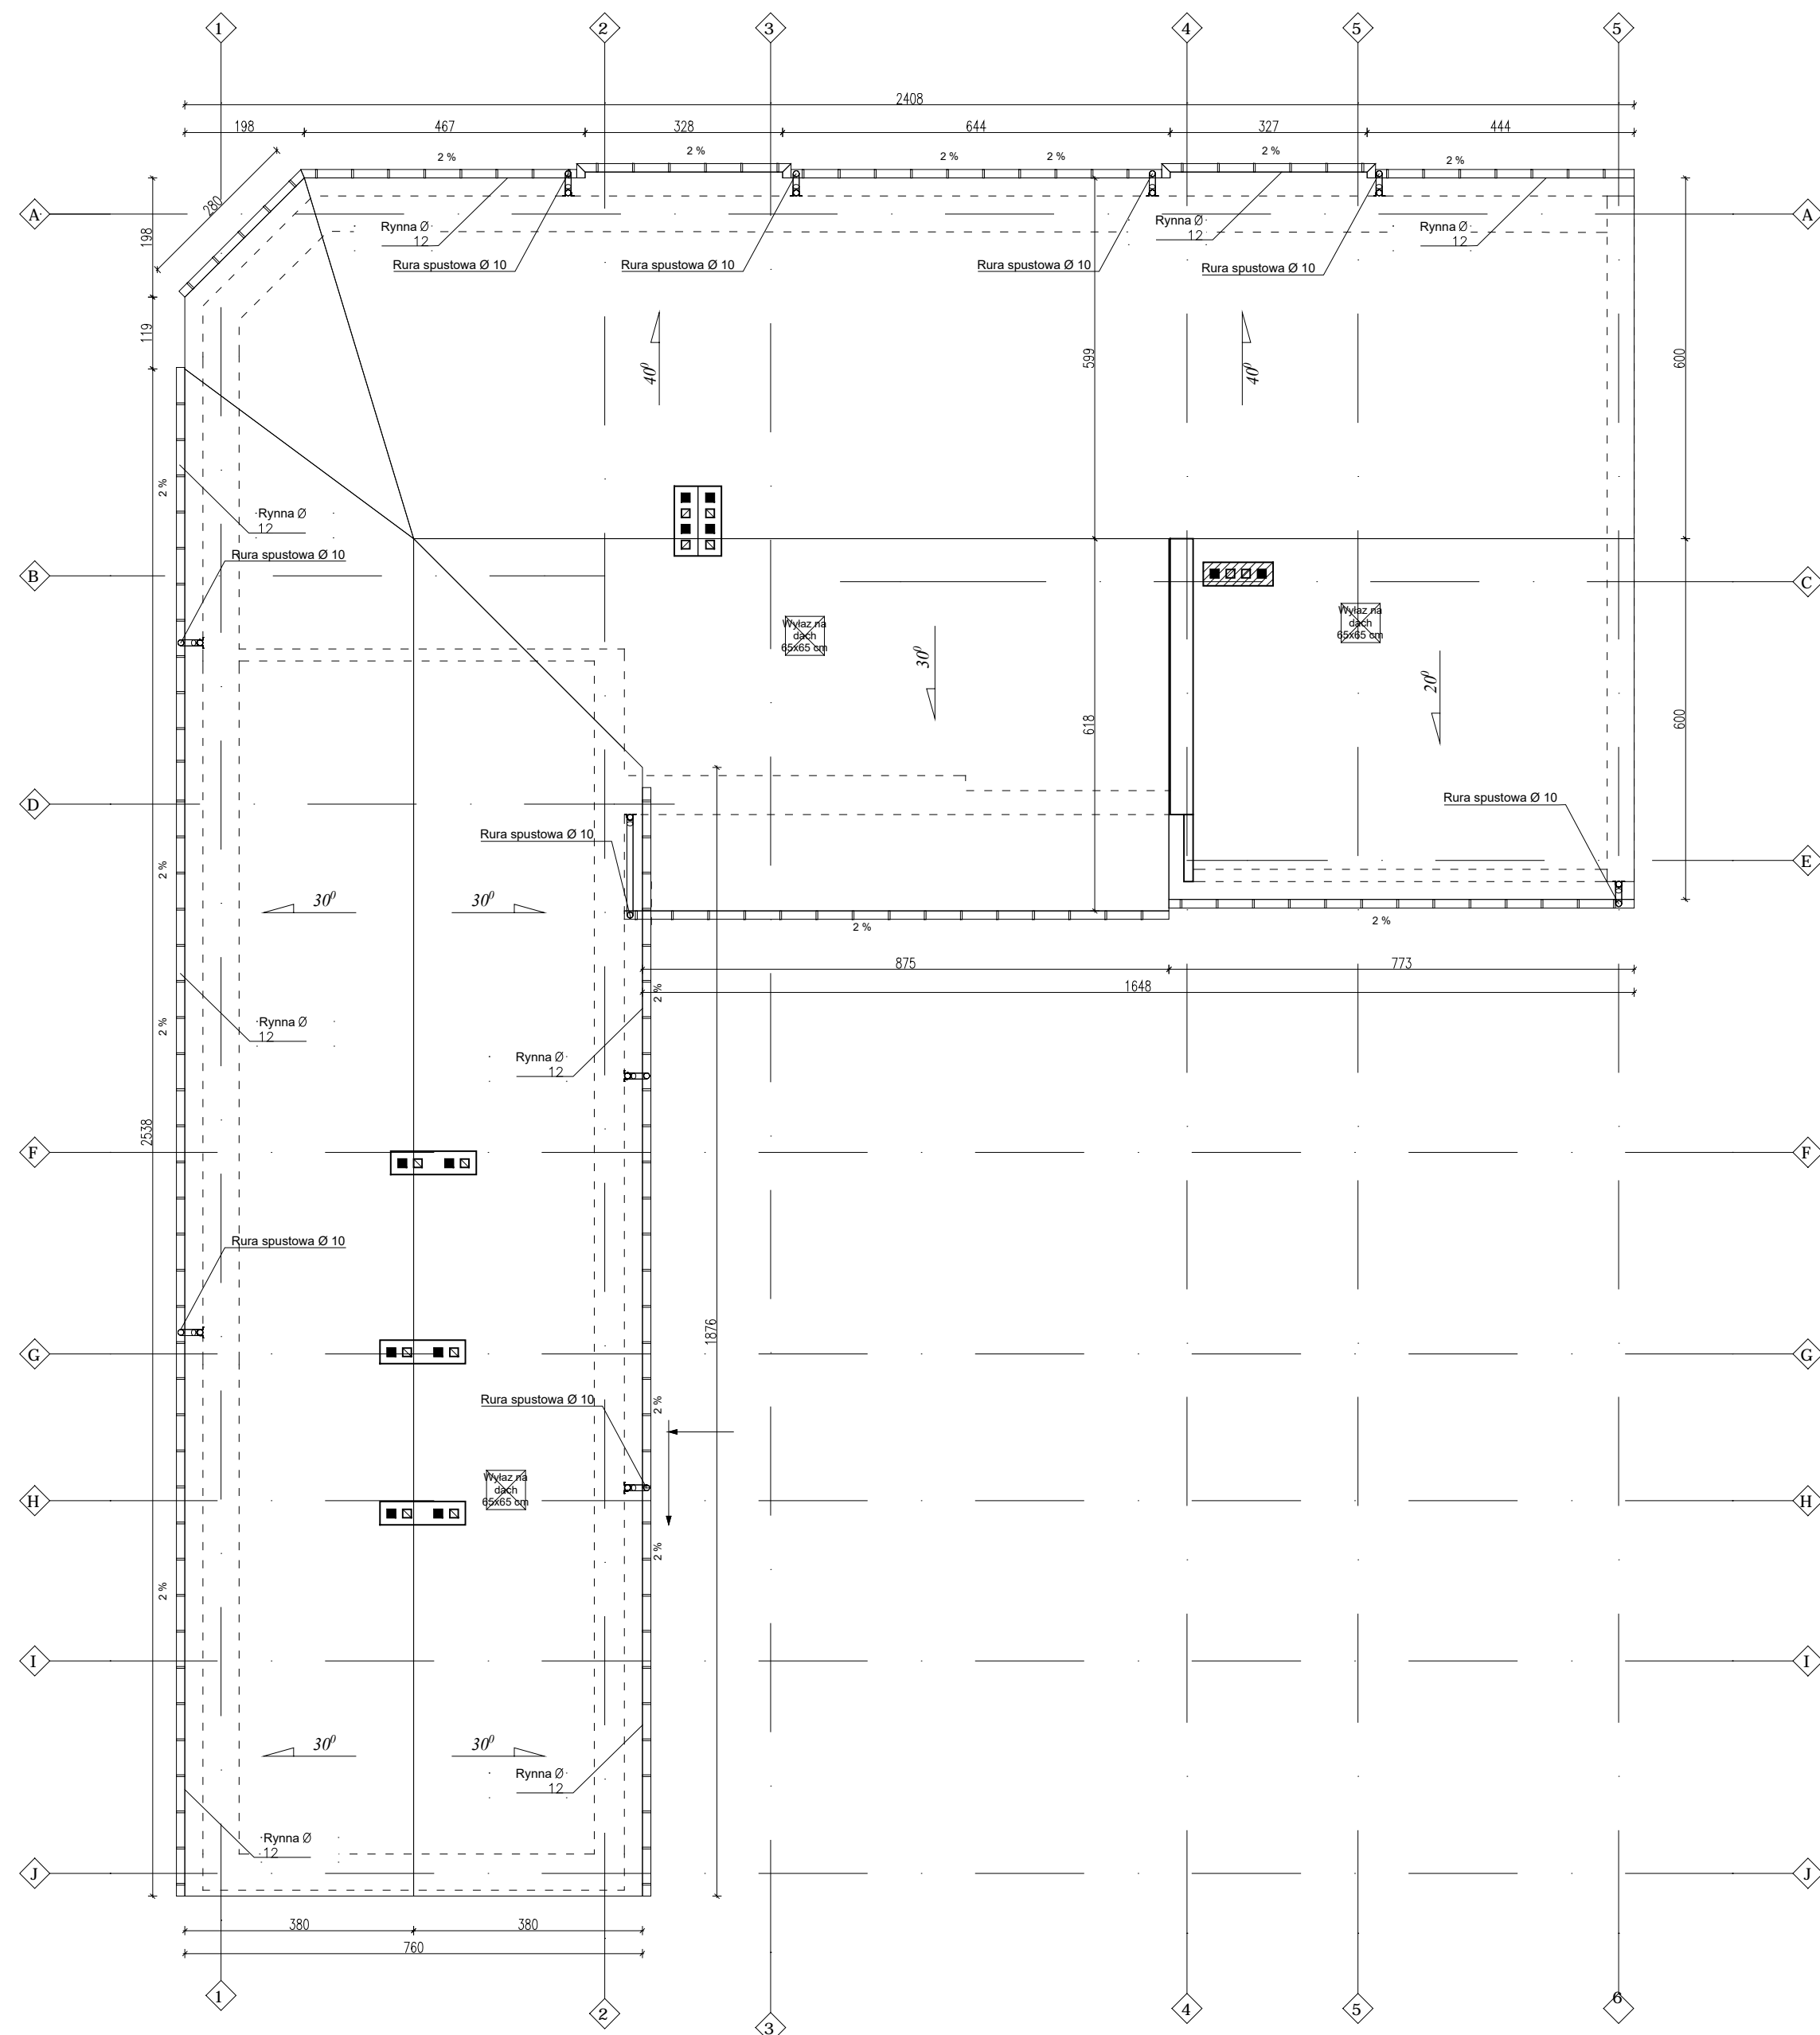 1
2
3
4
5
5
2408
198
467
328
644
327
444
2 %
2 %
2 %
2 %
2 %
2 %
280
A
A
198
Rynna Ø
12
Rynna Ø
12
Rynna Ø
12
Rura spustowa Ø 10
Rura spustowa Ø 10
Rura spustowa Ø 10
Rura spustowa Ø 10
119
40⁰
599
40⁰
600
2 %
Rynna Ø
12
Rura spustowa Ø 10
B
C
Wyłaz na
dach
65x65 cm
Wyłaz na
dach
65x65 cm
30⁰
20⁰
618
600
D
Rura spustowa Ø 10
Rura spustowa Ø 10
E
2 %
30⁰
30⁰
2 %
2 %
875
773
1648
2 %
2 %
Rynna Ø
12
Rynna Ø
12
2538
F
F
Rura spustowa Ø 10
1876
G
G
Rura spustowa Ø 10
2 %
Wyłaz na
dach
65x65 cm
H
H
2 %
2 %
I
I
30⁰
30⁰
Rynna Ø
12
Rynna Ø
12
J
J
380
380
760
1
2
3
4
5
6